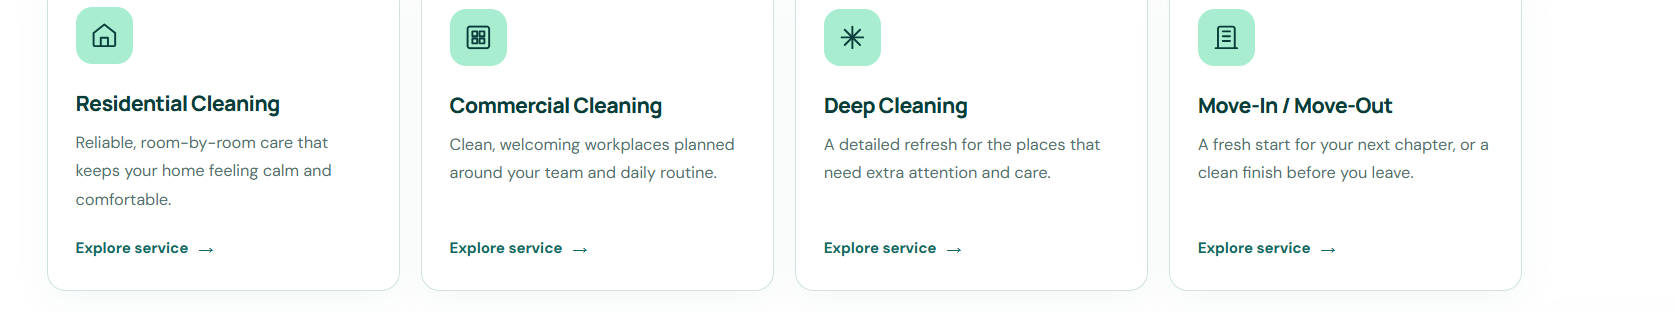 Residential Cleaning
Reliable, room-by-room care that
keeps your home feeling calm and
comfortable.
Explore service →
Commercial Cleaning
Clean, welcoming workplaces planned
around your team and daily routine.
Explore service →
Deep Cleaning
A detailed refresh for the places that
need extra attention and care.
Explore service →
Move-In / Move-Out
A fresh start for your next chapter, or a
clean finish before you leave.
Explore service →